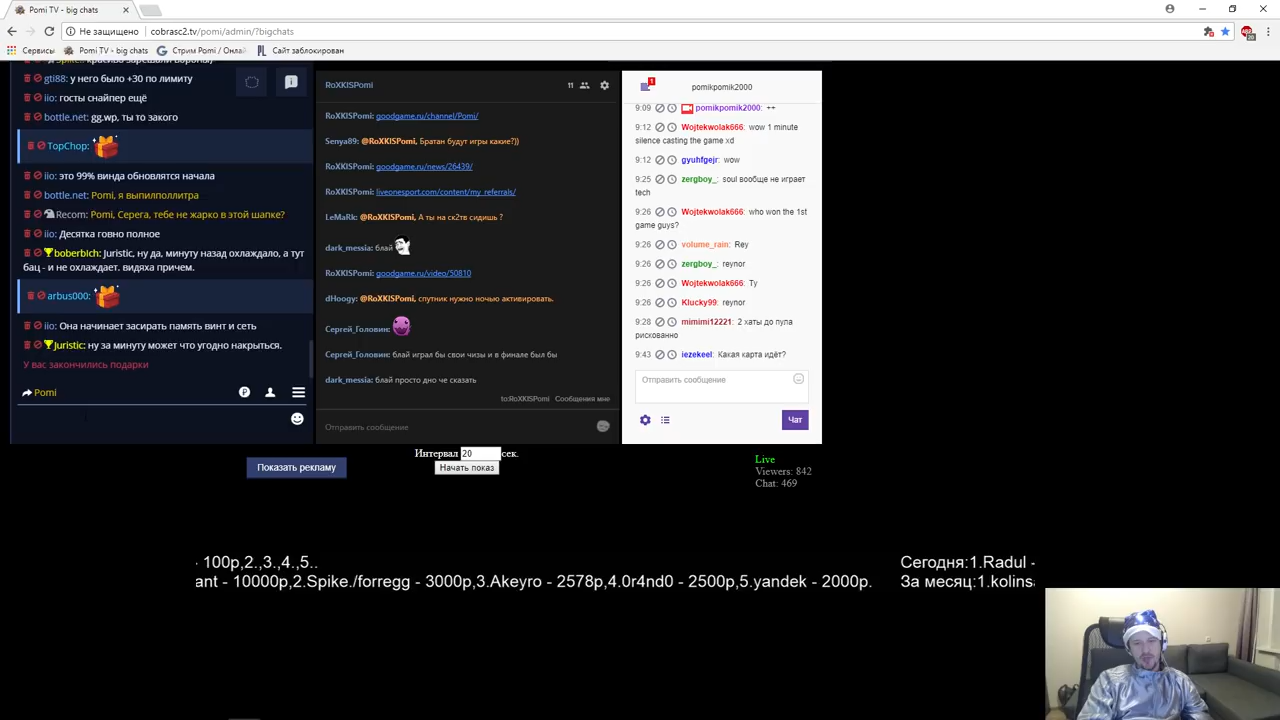 Pomi TV - big chats
Не защищено
cobrasc2.tv/pomi/admin/?bigchats
Сервисы
Pomi TV - big chats
Стрим Pomi / Онлай
Сайт заблокирован
gti88: у него было +30 по лимиту
iio: госты снайпер ещё
bottle.net: gg.wp, ты то закого
TopChop:
iio: это 99% винда обновятся начала
bottle.net: Pomi, я выпилполлитра
Recom: Pomi, Серега, тебе не жарко в этой шапке?
iio: Десятка говно полное
boberbIch: Juristic, ну да, минуту назад охлаждало, а тут
бац - и не охлаждает. видяха причем.
arbus000:
iio: Она начинает засирать память винт и сеть
Juristic: ну за минуту может что угодно накрыться.
У вас закончились подарки
Pomi
RoXKISPomi
11
RoXKISPomi: goodgame.ru/channel/Pomi/
Senya89: @RoXKISPomi, Братан будут игры какие?))
RoXKISPomi: goodgame.ru/news/26439/
RoXKISPomi: liveonesport.com/content/my_referrals/
LeMaRk: @RoXKISPomi, А ты на ск2тв сидишь ?
dark_messia: блай
RoXKISPomi: goodgame.ru/video/50810
dHoogy: @RoXKISPomi, спутник нужно ночью активировать.
Сергей_Головин:
Сергей_Головин: блай играл бы свои чизы и в финале был бы
dark_messia: блай просто дно че сказать
to:RoXKISPomi Сообщения мне
Отправить сообщение
1
pomikpomik2000
9:09 pomikpomik2000: ++
9:12 Wojtekwolak666: wow 1 minute
silence casting the game xd
9:12 gyuhfgejr: wow
9:25 zergboy_: soul вообще не играет
tech
9:26 Wojtekwolak666: who won the 1st
game guys?
9:26 volume_rain: Rey
9:26 zergboy_: reynor
9:26 Wojtekwolak666: Ty
9:26 Klucky99: reynor
9:28 mimimi12221: 2 хаты до пула
рискованно
9:43 iezekeel: Какая карта идёт?
Отправить сообщение
Чат
Показать рекламу
Интервал 20 сек.
Начать показ
Live
Viewers: 842
Chat: 469
- 100р,2.,3.,4.,5..
Сегодня:1.Radul -
ant - 10000р,2.Spike./forregg - 3000р,3.Akeyro - 2578р,4.0r4nd0 - 2500р,5.yandek - 2000р.
За месяц:1.kolins